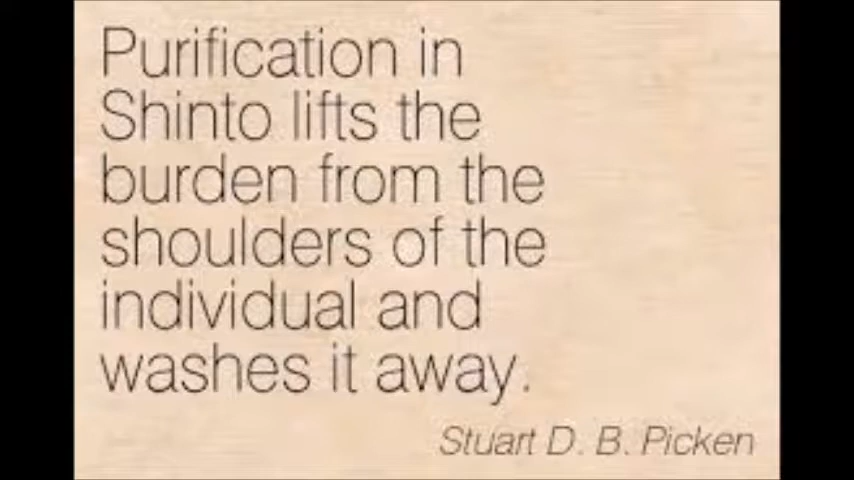 Purification in
Shinto lifts the
burden from the
shoulders of the
individual and
washes it away.
Stuart D. B. Picken